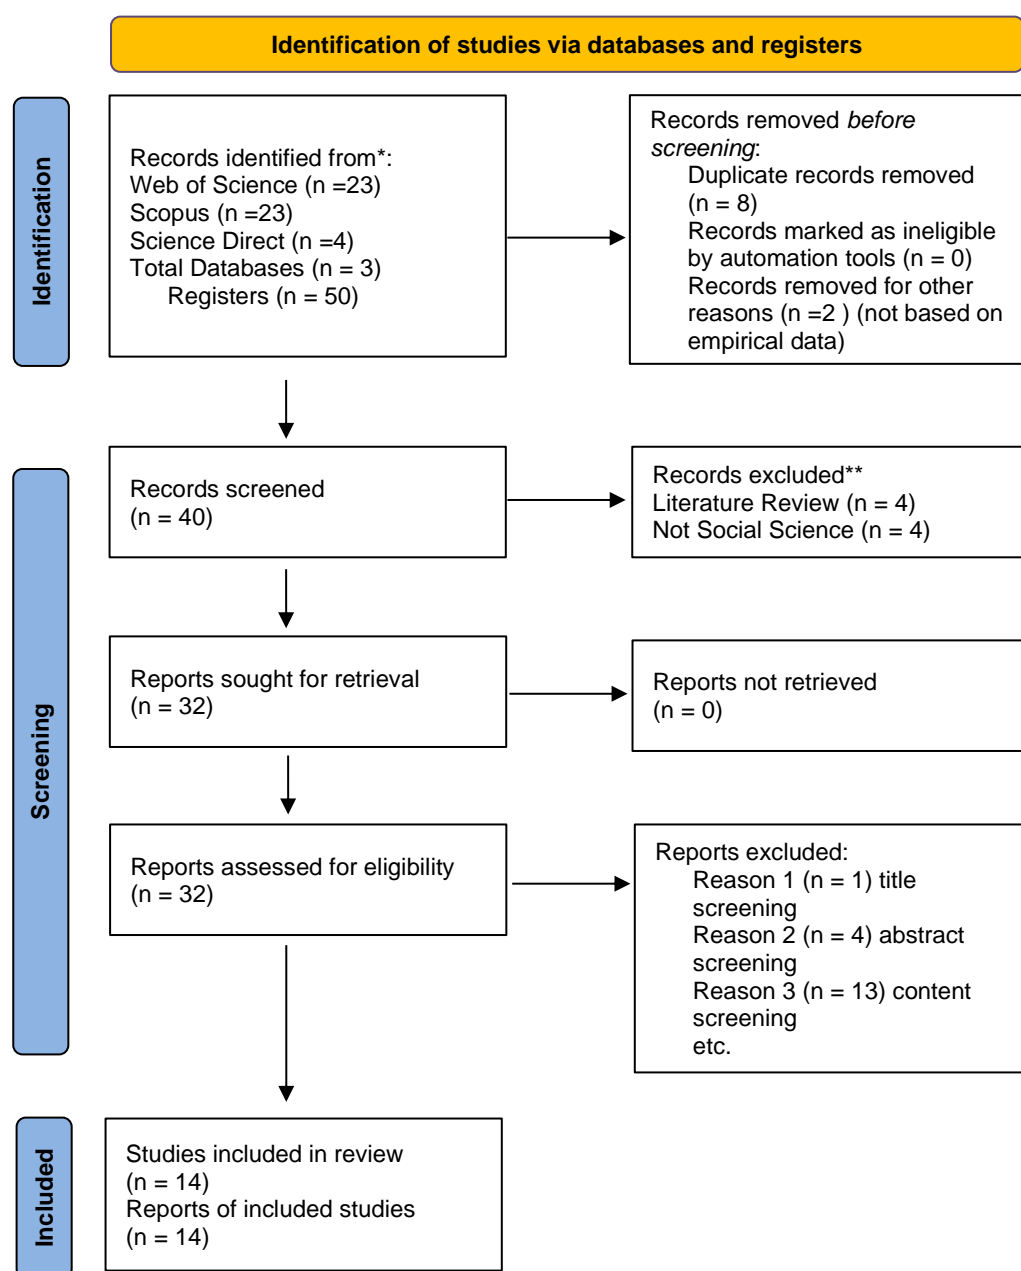 Identification of studies via databases and registers
Identification
Records identified from*:
Web of Science (n =23)
Scopus (n =23)
Science Direct (n =4)
Total Databases (n = 3)
Registers (n = 50)
Records removed before
screening:
Duplicate records removed
(n = 8)
Records marked as ineligible
by automation tools (n = 0)
Records removed for other
reasons (n =2 ) (not based on
empirical data)
Screening
Records screened
(n = 40)
Records excluded**
Literature Review (n = 4)
Not Social Science (n = 4)
Reports sought for retrieval
(n = 32)
Reports not retrieved
(n = 0)
Reports assessed for eligibility
(n = 32)
Reports excluded:
Reason 1 (n = 1) title
screening
Reason 2 (n = 4) abstract
screening
Reason 3 (n = 13) content
screening
etc.
Included
Studies included in review
(n = 14)
Reports of included studies
(n = 14)